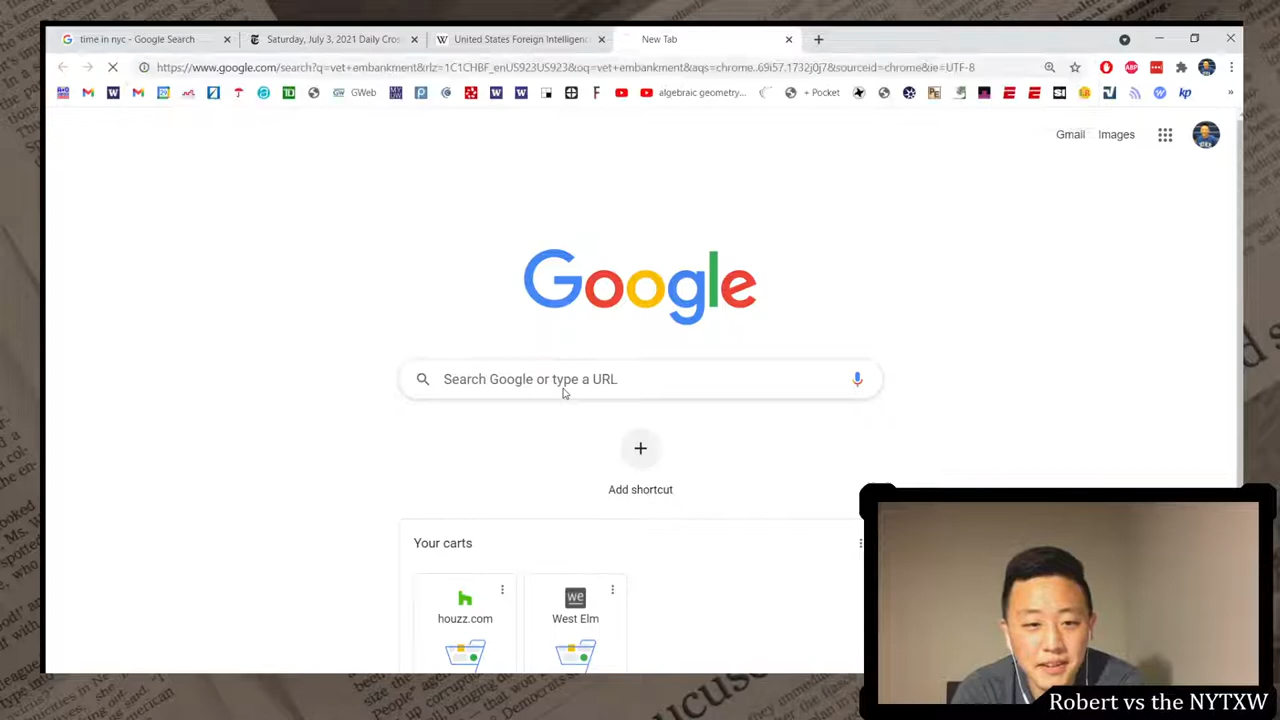 time in nyc - Google Search
Saturday, July 3, 2021 Daily Cros
United States Foreign Intelligenc
New Tab
https://www.google.com/search?q=vet+embankment&rlz=1C1CHBF_enUS923US923&oq=vet+embankment&aqs=chrome..69i57.1732j0j7&sourceid=chrome&ie=UTF-8
GWeb
algebraic geometry...
+ Pocket
kp
»
Gmail
Images
Google
Search Google or type a URL
Add shortcut
Your carts
houzz.com
we
West Elm
Robert vs the NYTXW